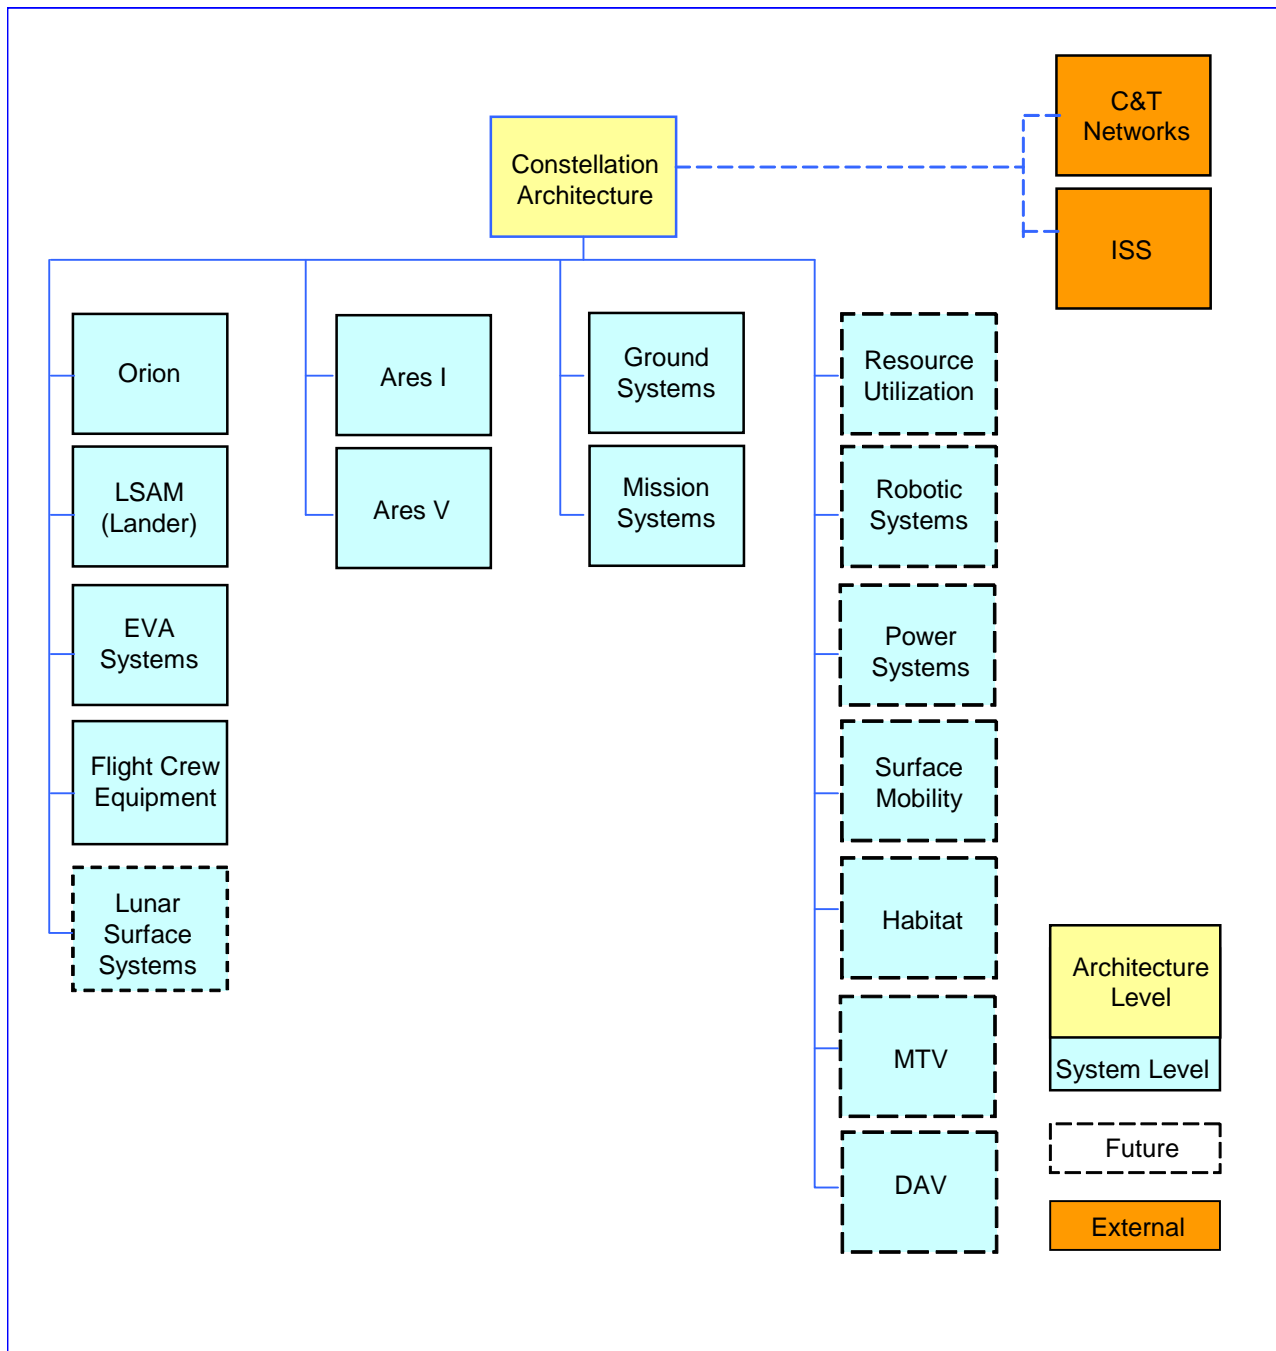 C&T
Networks
Constellation
Architecture
ISS
Orion
LSAM
(Lander)
EVA
Systems
Flight Crew
Equipment
Lunar
Surface
Systems
Ares I
Ares V
Ground
Systems
Mission
Systems
Resource
Utilization
Robotic
Systems
Power
Systems
Surface
Mobility
Habitat
MTV
DAV
Architecture
Level
System Level
Future
External